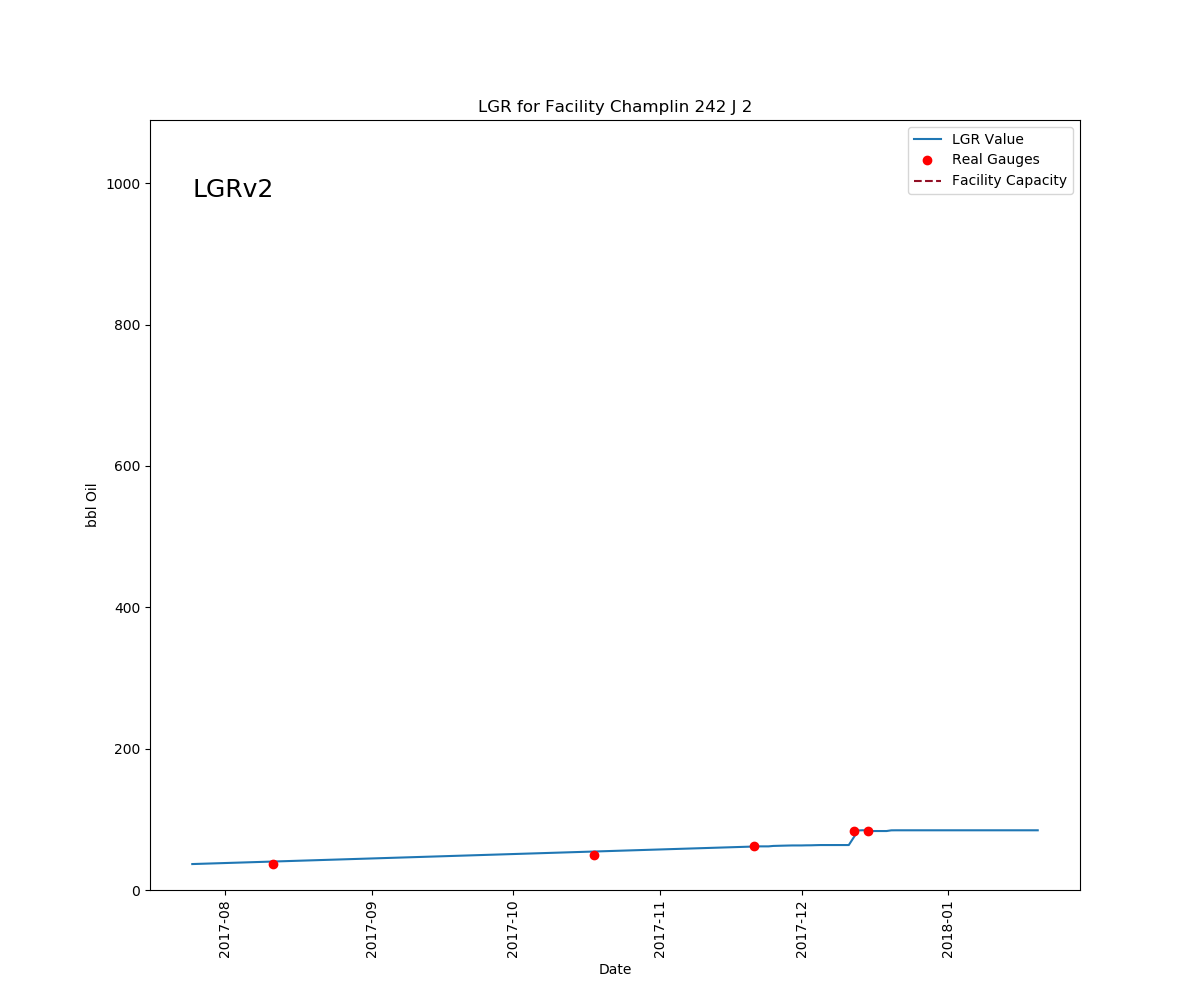 LGR for Facility Champlin 242 J 2
LGRv2
LGR Value
Real Gauges
Facility Capacity
bbl Oil
1000
800
600
400
200
0
2017-08
2017-09
2017-10
2017-11
2017-12
2018-01
Date